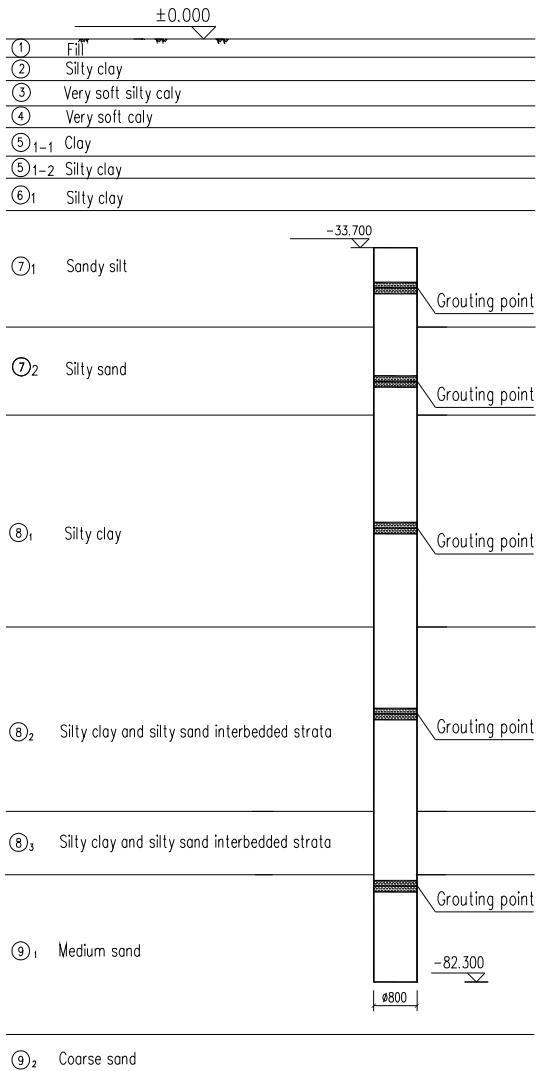 ±0.000
① Fill
② Silty clay
③ Very soft silty caly
④ Very soft caly
⑤1-1 Clay
⑤1-2 Silty clay
⑥1 Silty clay
-33.700
⑦1 Sandy silt
Grouting point
⑦2 Silty sand
Grouting point
⑧1 Silty clay
Grouting point
⑧2 Silty clay and silty sand interbedded strata
Grouting point
⑧3 Silty clay and silty sand interbedded strata
Grouting point
⑨1 Medium sand
-82.300
ø800
⑨2 Coarse sand